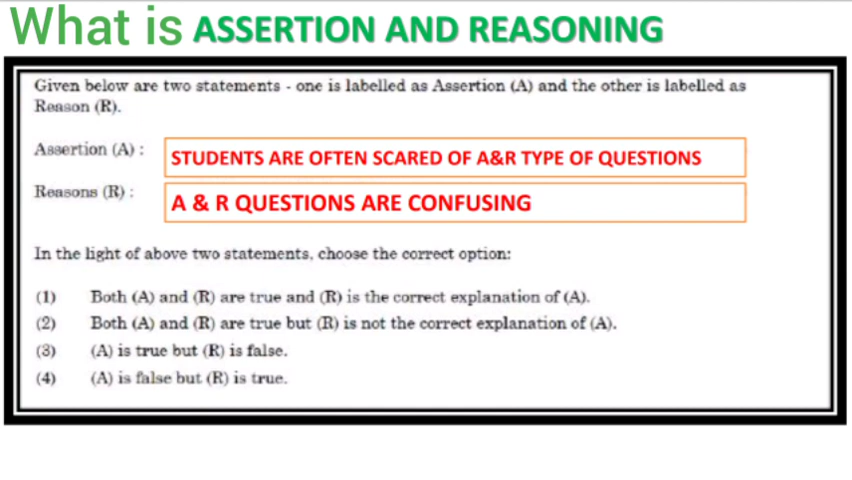 What is ASSERTION AND REASONING
Given below are two statements - one is labelled as Assertion (A) and the other is labelled as
Reason (R).
Assertion (A) :
STUDENTS ARE OFTEN SCARED OF A&R TYPE OF QUESTIONS
Reasons (R) :
A & R QUESTIONS ARE CONFUSING
In the light of above two statements, choose the correct option:
(1) Both (A) and (R) are true and (R) is the correct explanation of (A).
(2) Both (A) and (R) are true but (R) is not the correct explanation of (A).
(3) (A) is true but (R) is false.
(4) (A) is false but (R) is true.